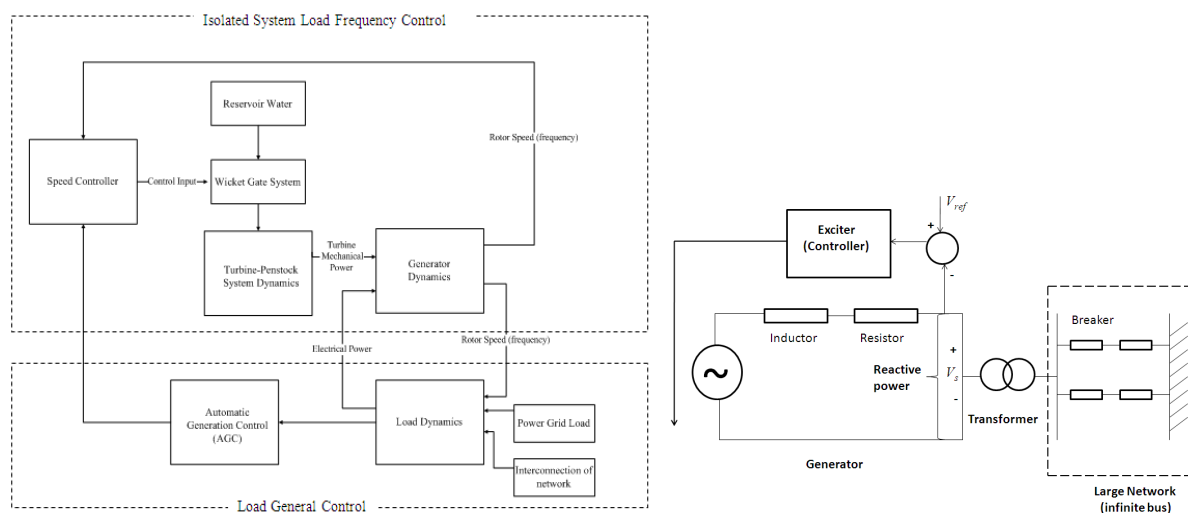 Isolated System Load Frequency Control
Reservoir Water
Rotor Speed (frequency)
Speed Controller
Control Input
Wicket Gate System
Turbine-Penstock
System Dynamics
Turbine
Mechanical
Power
Generator
Dynamics
Electrical Power
Rotor Speed (frequency)
Automatic
Generation Control
(AGC)
Load Dynamics
Power Grid Load
Interconnection of
network
Load General Control
V_ref
+
Exciter
(Controller)
-
Inductor
Resistor
~
Reactive
power
+
V_s
-
Transformer
Generator
Breaker
Large Network
(infinite bus)